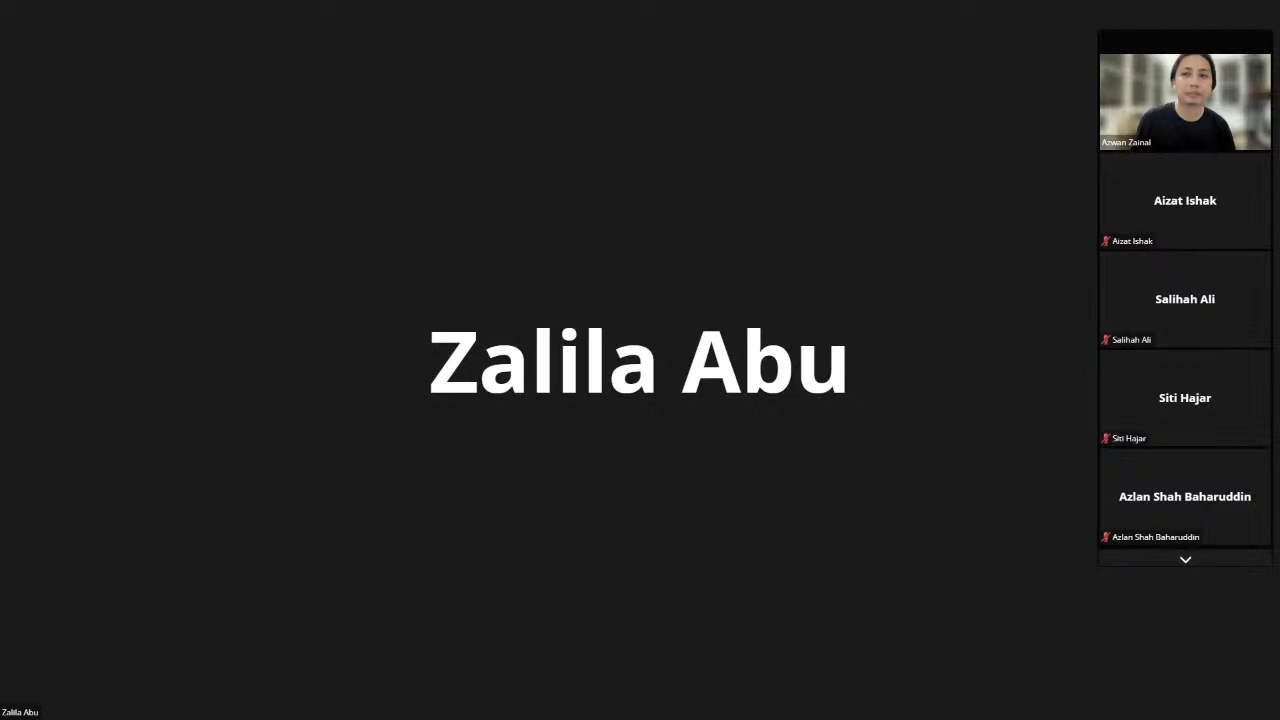 Zalila Abu
Zalila Abu
Azwan Zainal
Aizat Ishak
Aizat Ishak
Salihah Ali
Salihah Ali
Siti Hajar
Siti Hajar
Azlan Shah Baharuddin
Azlan Shah Baharuddin